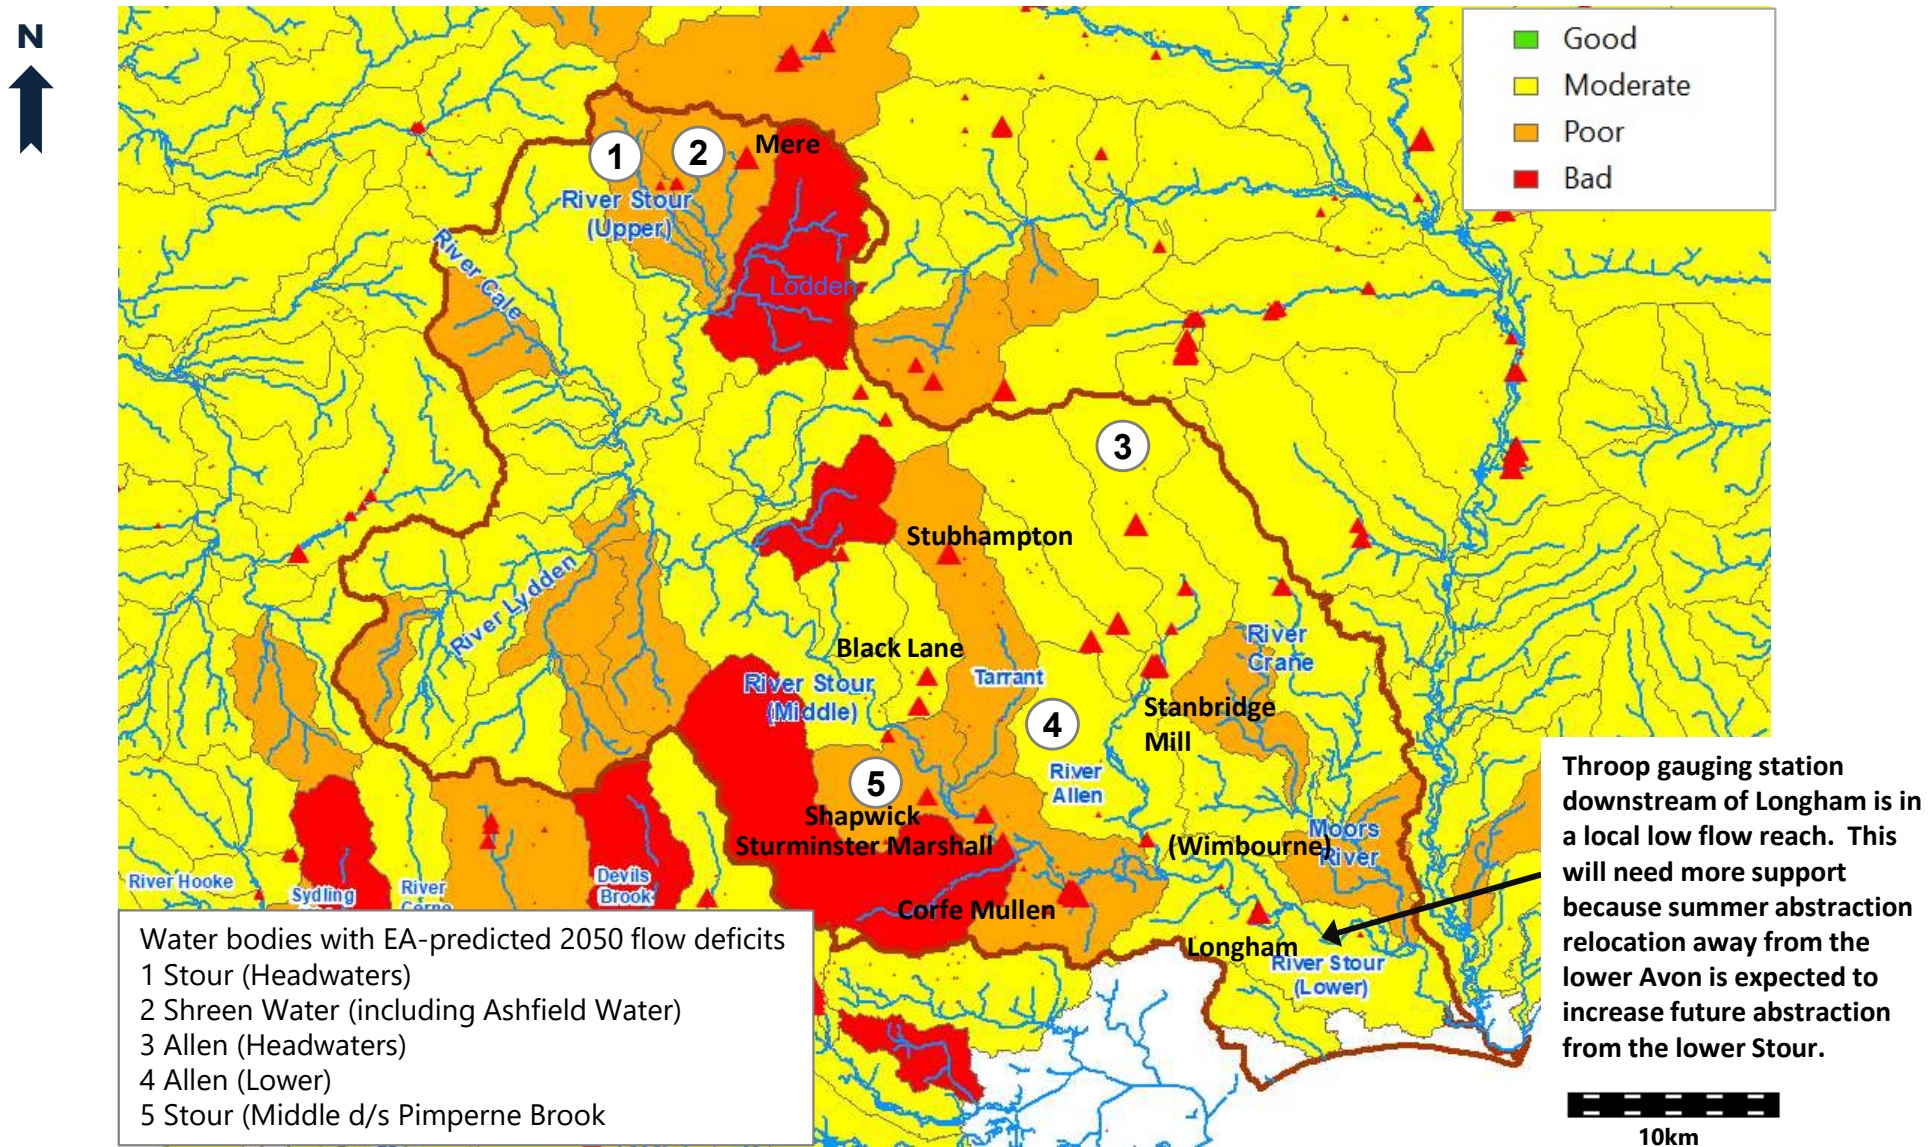 N
Good
Moderate
Poor
Bad
1
2
Mere
River Stour
(Upper)
River Cale
Lodden
3
Stubhampton
River Lydden
Black Lane
River Stour
(Middle)
Tarrant
River
Crane
4
Stanbridge
Mill
River
Allen
5
Shapwick
Sturminster Marshall
(Wimbourne)
Moors
River
Corfe Mullen
Longham
River Stour
(Lower)
River Hooke
Sydling
River
Cerne
Devils
Brook
Throop gauging station
downstream of Longham is in
a local low flow reach. This
will need more support
because summer abstraction
relocation away from the
lower Avon is expected to
increase future abstraction
from the lower Stour.
Water bodies with EA-predicted 2050 flow deficits
1 Stour (Headwaters)
2 Shreen Water (including Ashfield Water)
3 Allen (Headwaters)
4 Allen (Lower)
5 Stour (Middle d/s Pimperne Brook
10km